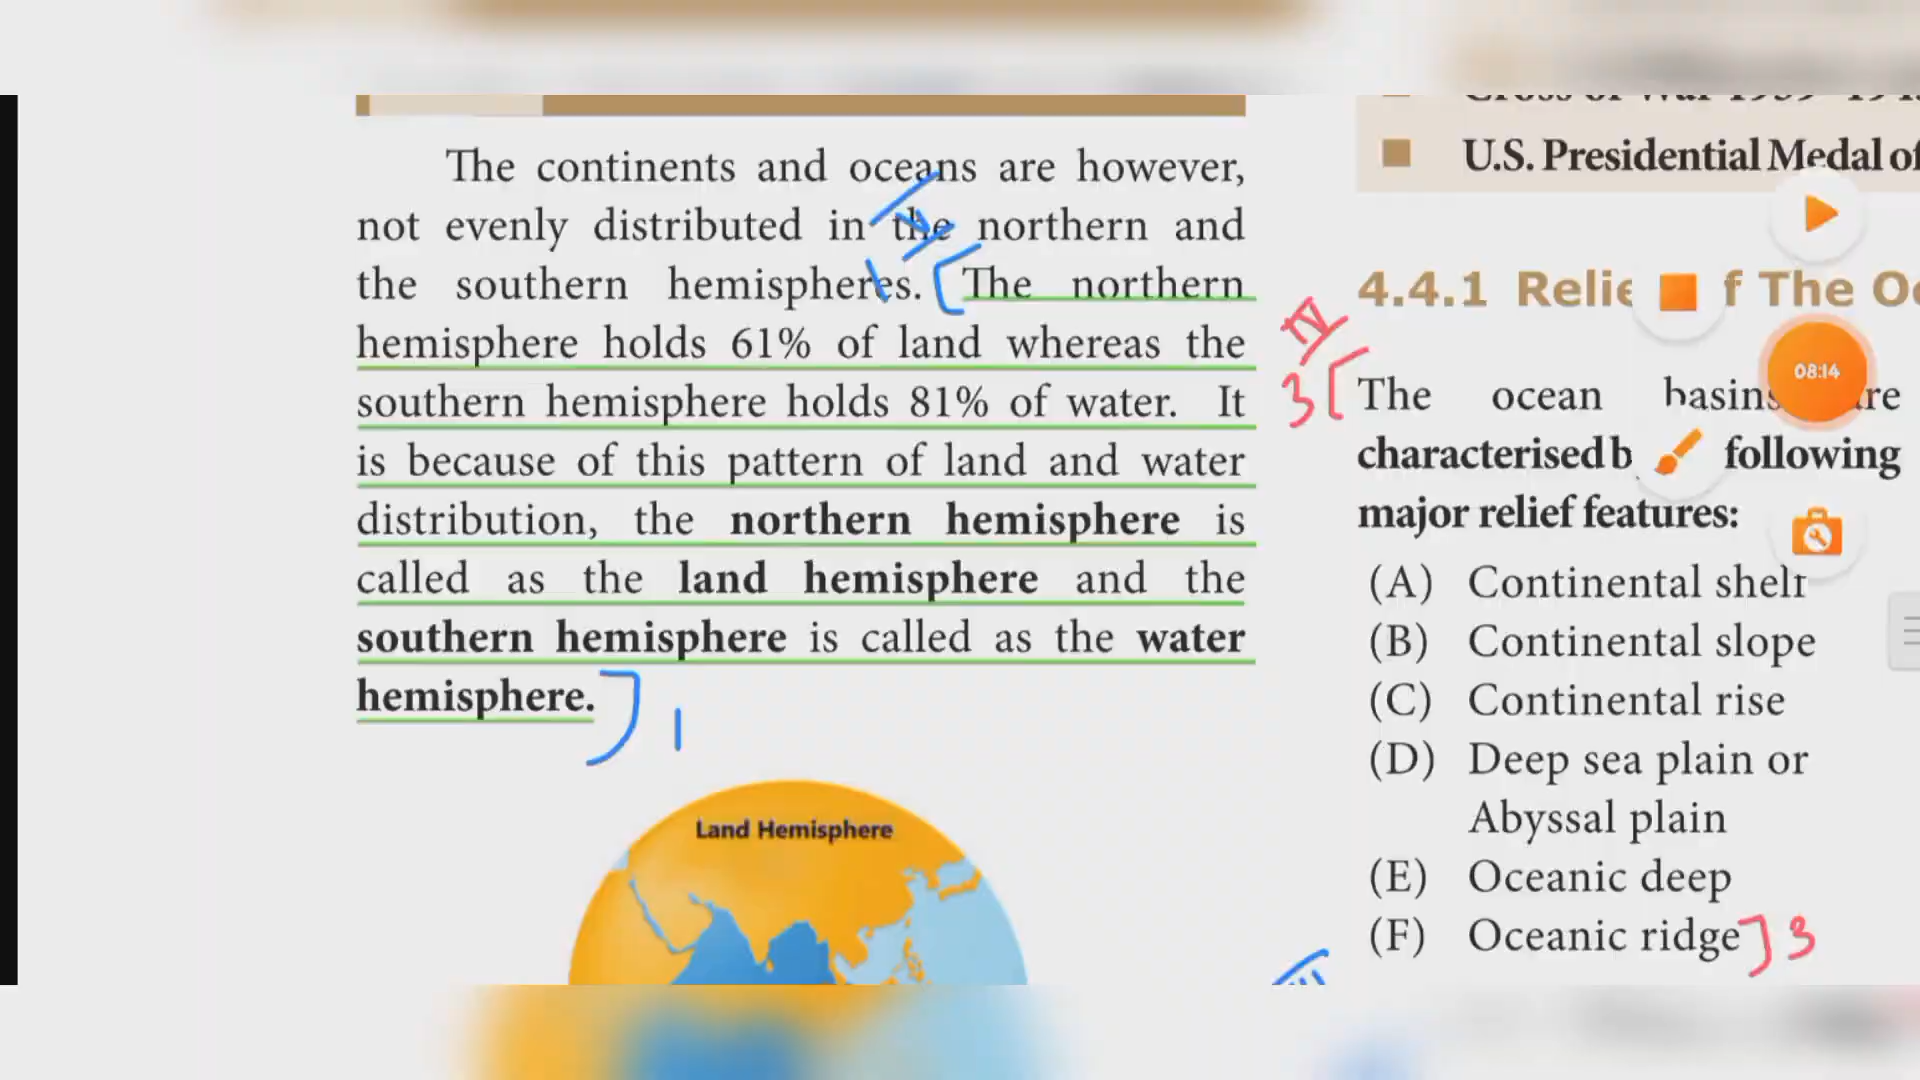 The continents and oceans are however,
not evenly distributed in the northern and
the southern hemispheres. The northern
hemisphere holds 61% of land whereas the
southern hemisphere holds 81% of water. It
is because of this pattern of land and water
distribution, the northern hemisphere is
called as the land hemisphere and the
southern hemisphere is called as the water
hemisphere.
1
Land Hemisphere
U.S. Presidential Medal of
4.4.1 The
IV
3
The ocean basins
characterised following
major relief features:
(A) Continental shelf
(B) Continental slope
(C) Continental rise
(D) Deep sea plain or
Abyssal plain
(E) Oceanic deep
(F) Oceanic ridge 3
08:14